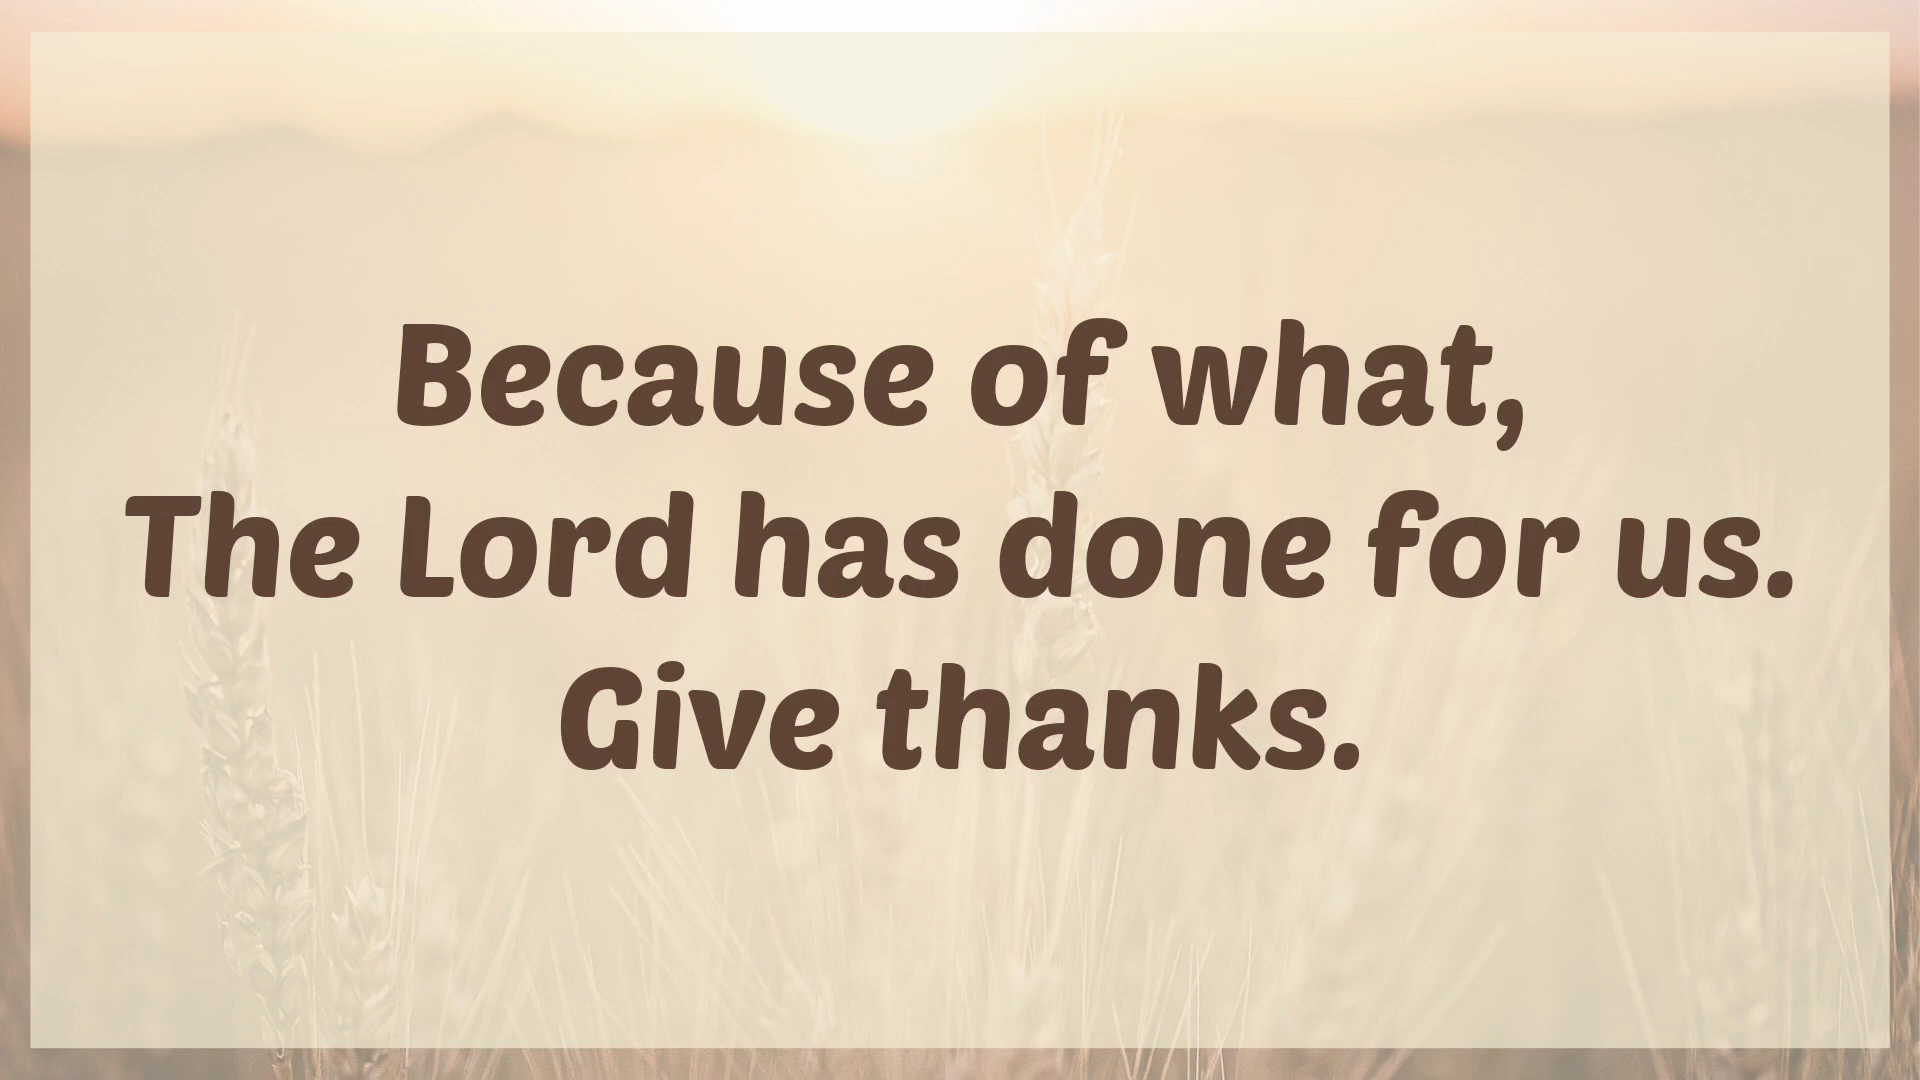 Because of what,
The Lord has done for us.
Give thanks.